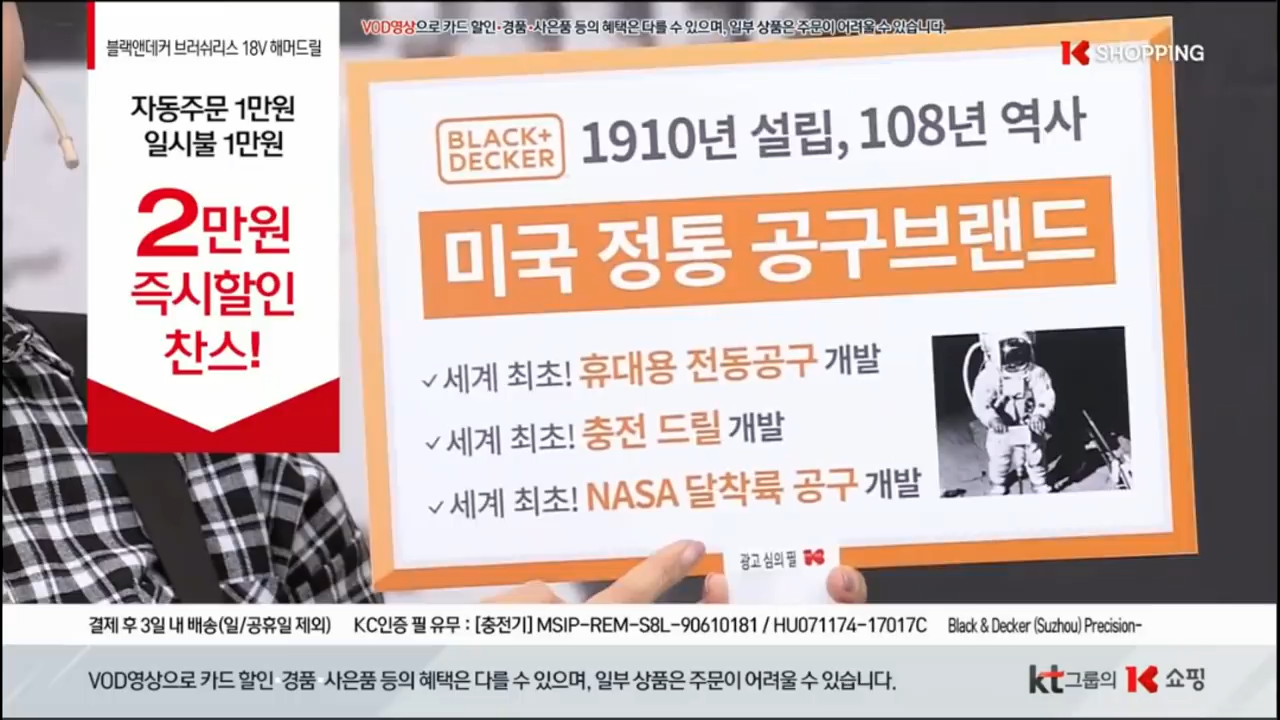 블랙앤데커 브러쉬리스 18V 해머드릴
자동주문 1만원
일시불 1만원
2만원
즉시할인
찬스!
VOD영상으로 카드 할인·경품·사은품 등의 혜택은 다를 수 있으며, 일부 상품은 주문이 어려울 수 있습니다.
K SHOPPING
BLACK+
DECKER
1910년 설립, 108년 역사
미국 정통 공구브랜드
✓세계 최초! 휴대용 전동공구 개발
✓세계 최초! 충전 드릴 개발
✓세계 최초! NASA 달착륙 공구 개발
광고 심의 필 K
결제 후 3일 내 배송(일/공휴일 제외) KC인증 필 유무 : [충전기] MSIP-REM-S8L-90610181 / HU071174-17017C Black & Decker (Suzhou) Precision-
VOD영상으로 카드 할인·경품·사은품 등의 혜택은 다를 수 있으며, 일부 상품은 주문이 어려울 수 있습니다.
kt그룹의 K 쇼핑